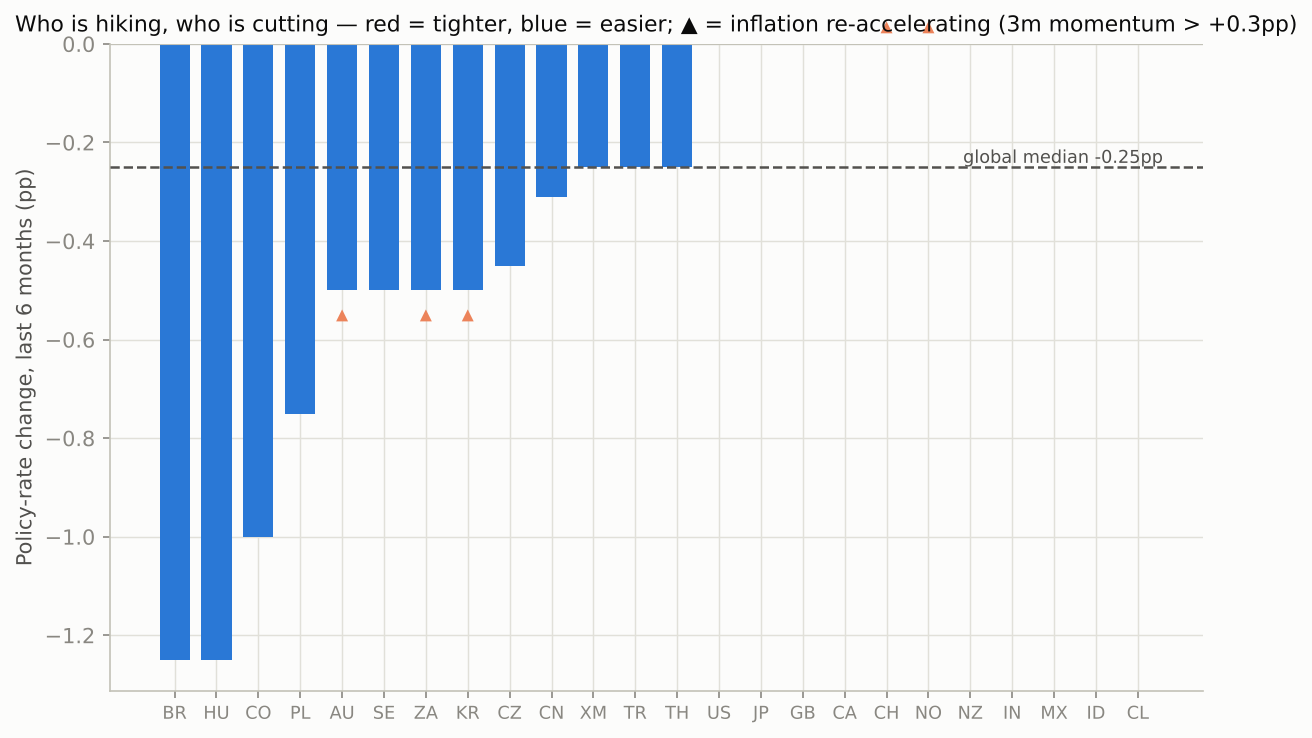 Who is hiking, who is cutting — red = tighter, blue = easier; ▲ = inflation re-accelerating (3m momentum > +0.3pp)
0.0
−0.2
global median -0.25pp
−0.4
−0.6
−0.8
−1.0
−1.2
Policy-rate change, last 6 months (pp)
BR HU CO PL AU SE ZA KR CZ CN XM TR TH US JP GB CA CH NO NZ IN MX ID CL